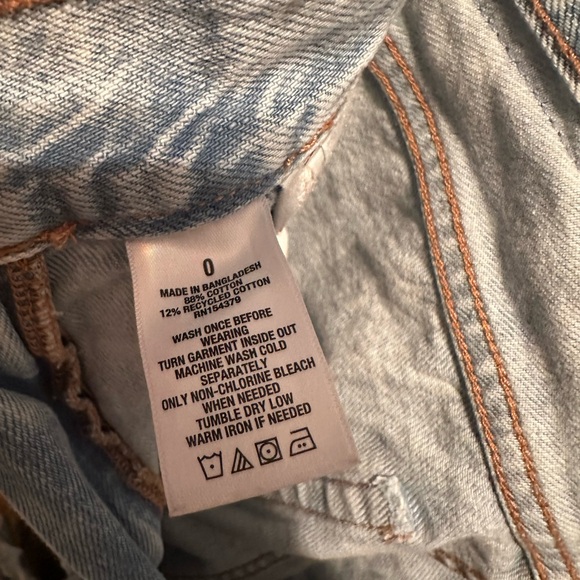 0
MADE IN BANGLADESH
88% COTTON
12% RECYCLED COTTON
RN154379
WASH ONCE BEFORE
WEARING
TURN GARMENT INSIDE OUT
MACHINE WASH COLD
SEPARATELY
ONLY NON-CHLORINE BLEACH
WHEN NEEDED
TUMBLE DRY LOW
WARM IRON IF NEEDED